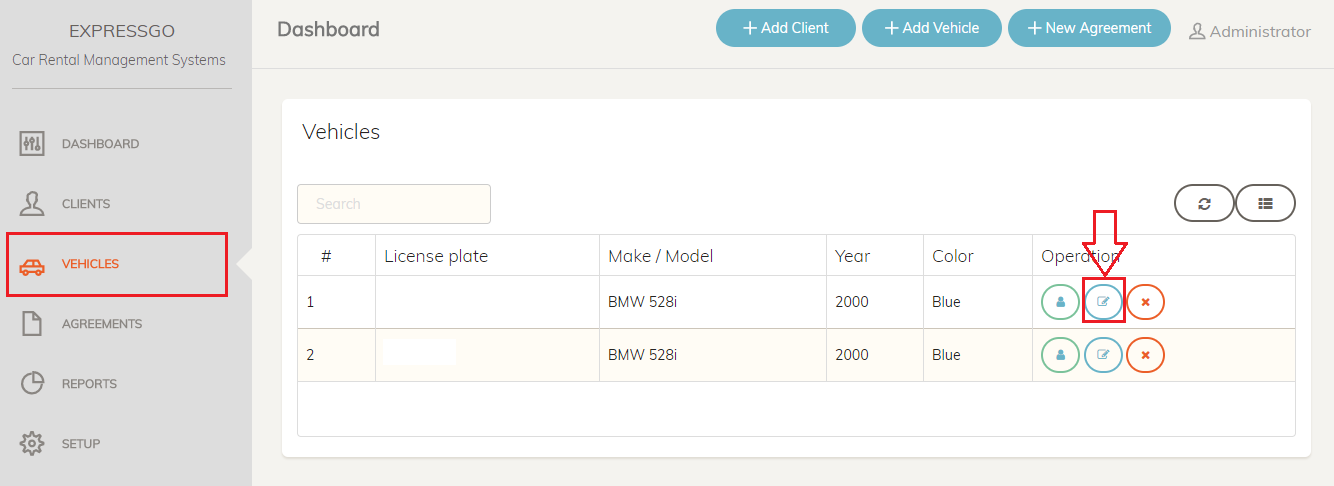 EXPRESSGO
Car Rental Management Systems
DASHBOARD
CLIENTS
VEHICLES
AGREEMENTS
REPORTS
SETUP
Dashboard
Add Client
Add Vehicle
New Agreement
Administrator
Vehicles
Search
# License plate Make / Model Year Color Operation
1 BMW 528i 2000 Blue
2 BMW 528i 2000 Blue